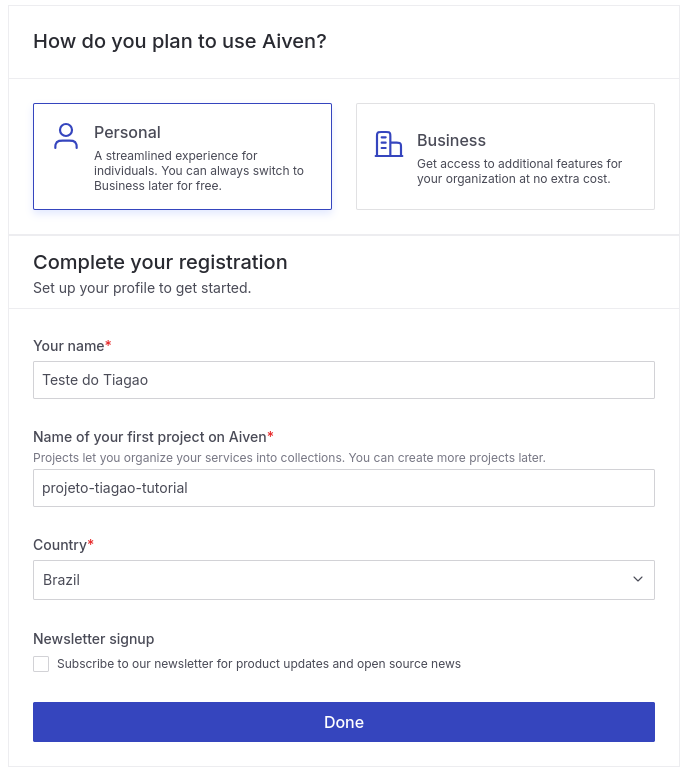 How do you plan to use Aiven?
Personal
A streamlined experience for
individuals. You can always switch to
Business later for free.
Business
Get access to additional features for
your organization at no extra cost.
Complete your registration
Set up your profile to get started.
Your name*
Teste do Tiagao
Name of your first project on Aiven*
Projects let you organize your services into collections. You can create more projects later.
projeto-tiagao-tutorial
Country*
Brazil
Newsletter signup
Subscribe to our newsletter for product updates and open source news
Done